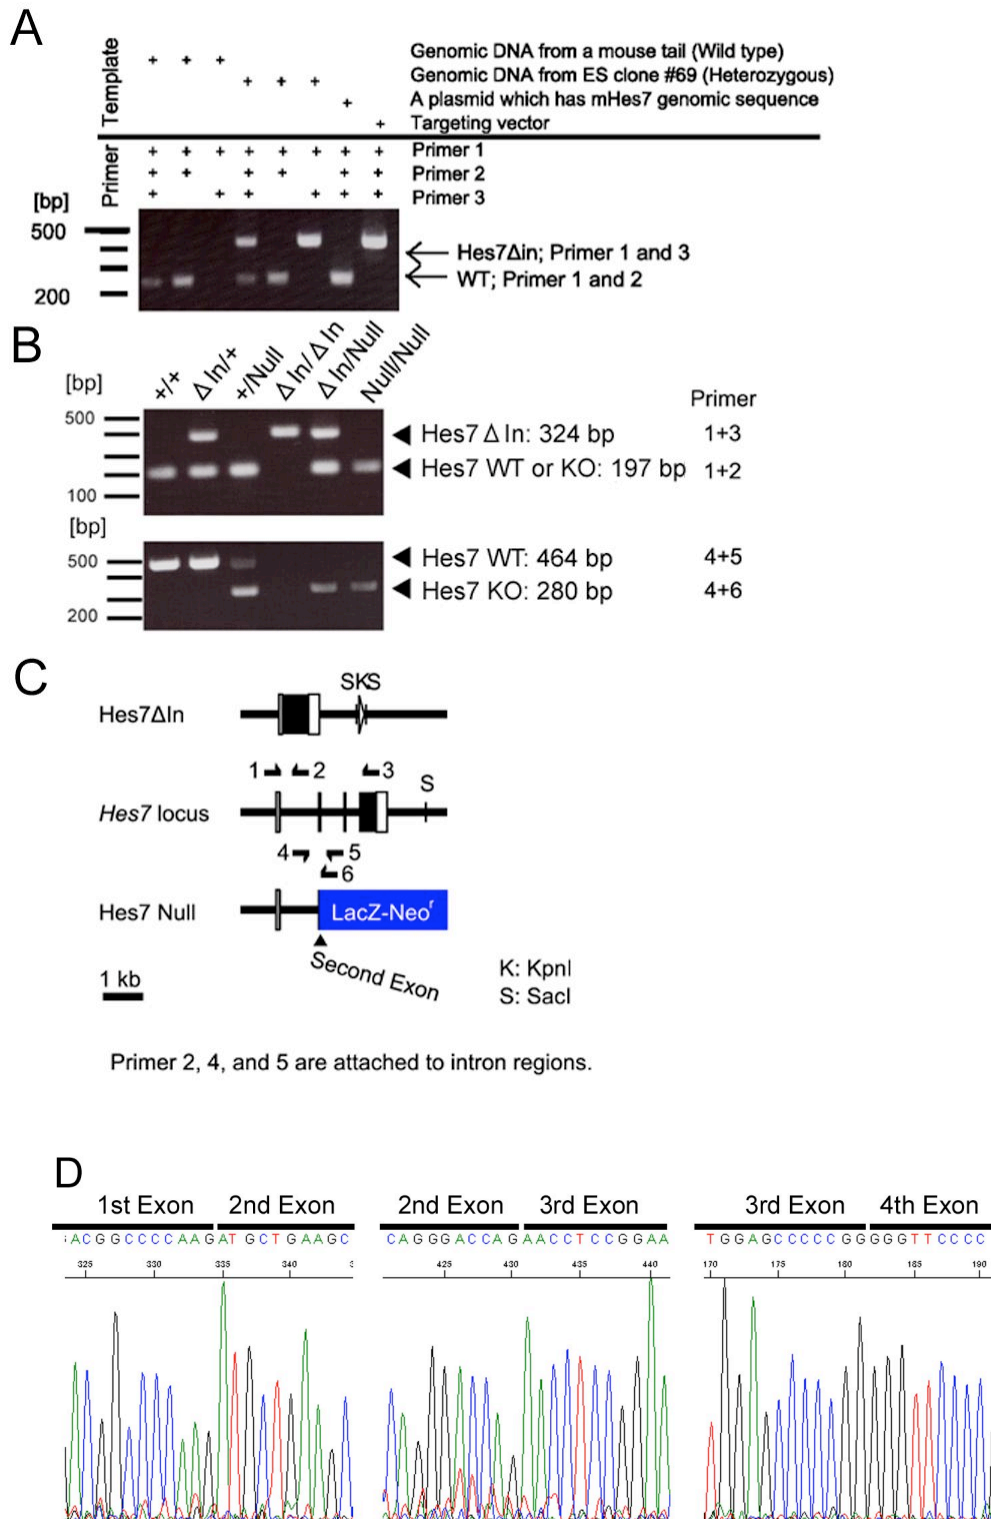 A
Template
+ + +
Genomic DNA from a mouse tail (Wild type)
+ + +
Genomic DNA from ES clone #69 (Heterozygous)
+
A plasmid which has mHes7 genomic sequence
+
Targeting vector
Primer
+ + + + + + + +
Primer 1
+ + + + + +
Primer 2
+ + + + + +
Primer 3
[bp]
500
200
Hes7Δin; Primer 1 and 3
WT; Primer 1 and 2
B
[bp]
+/+
Δ In/+
+/Null
Δ In/Δ In
Δ In/Null
Null/Null
Primer
500
Hes7 Δ In: 324 bp 1+3
Hes7 WT or KO: 197 bp 1+2
100
[bp]
500
Hes7 WT: 464 bp 4+5
Hes7 KO: 280 bp 4+6
200
C
SKS
Hes7ΔIn
1 2 3
S
Hes7 locus
4 5
6
Hes7 Null
LacZ-Neoʳ
Second Exon
1 kb
K: KpnI
S: SacI
Primer 2, 4, and 5 are attached to intron regions.
D
1st Exon 2nd Exon
ACGGCCCCAAGATGCTGAAGC
325 330 335 340
2nd Exon 3rd Exon
CAGGGACCAGAACCTCCGGAA
425 430 435 440
3rd Exon 4th Exon
TGGAGCCCCCGGGGGTTCCCC
170 175 180 185 190